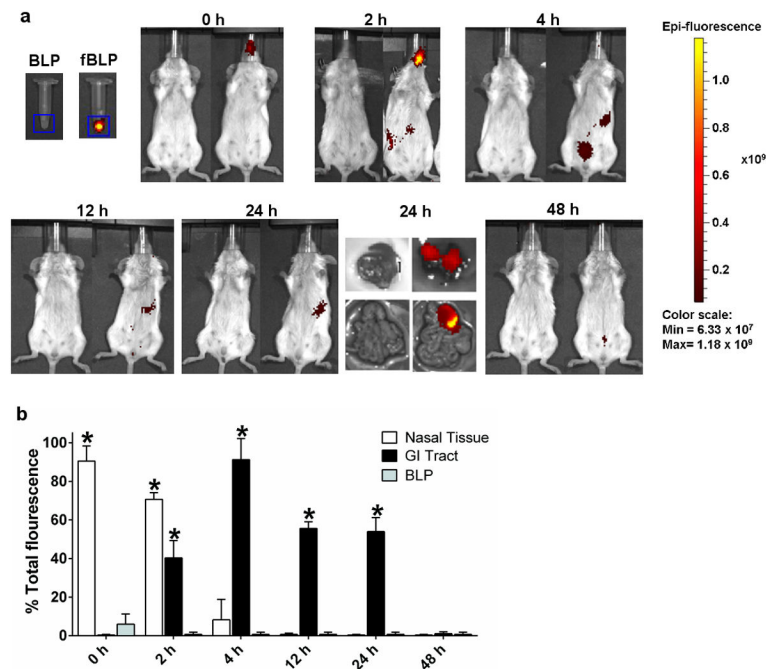 a
0 h
2 h
4 h
Epi-fluorescence
BLP
fBLP
1.0
0.8
x10⁹
0.6
0.4
0.2
12 h
24 h
24 h
48 h
Color scale:
Min = 6.33 x 10⁷
Max= 1.18 x 10⁹
b
Nasal Tissue
GI Tract
BLP
% Total flourescence
100
80
60
40
20
0
* * * * * *
0 h 2 h 4 h 12 h 24 h 48 h